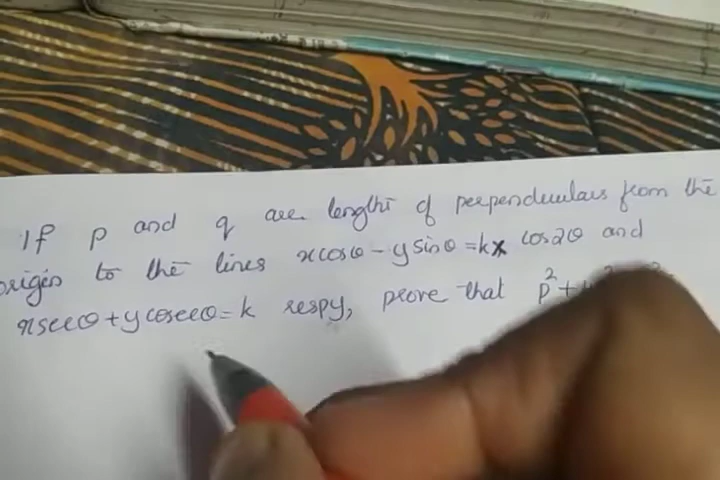 If p and q are lengths of perpendiculars from the
origin to the lines xcosθ - ysinθ = k cos2θ and
xsecθ + ycosecθ = k respy, prove that p² +